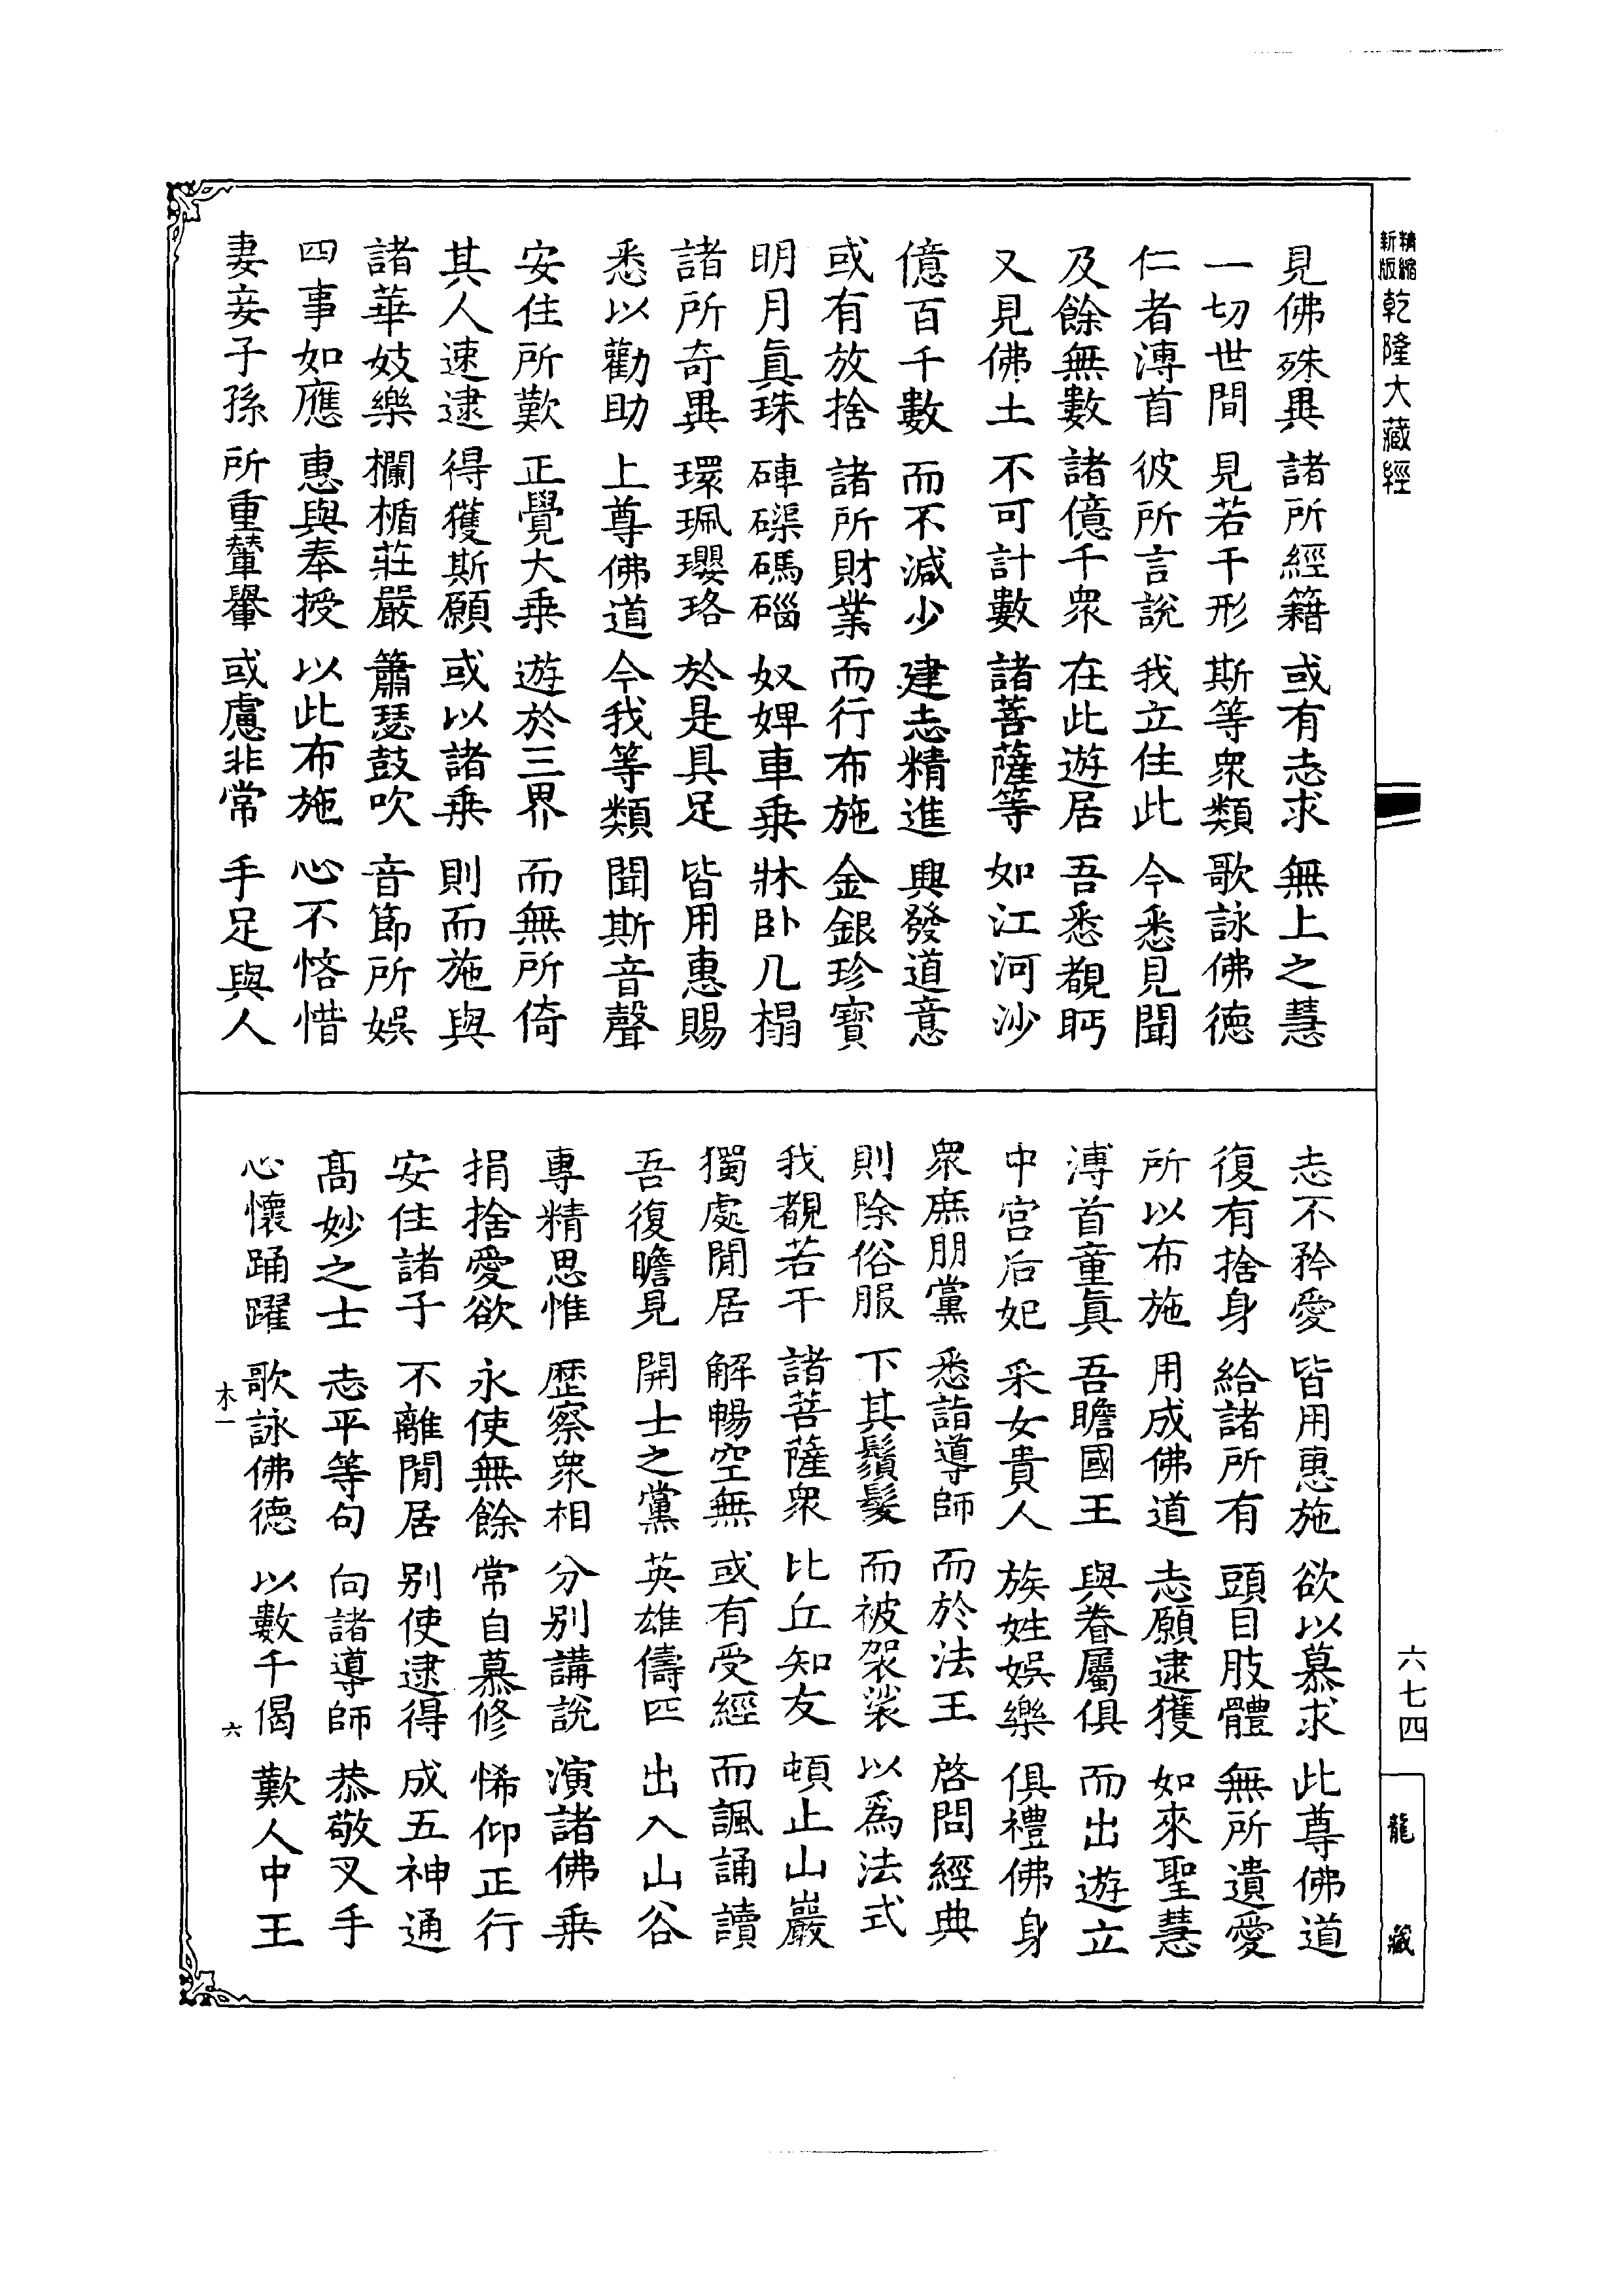 精縮新版乾隆大藏經
見佛殊異 諸所經籍 或有志求 無上之慧
一切世間 見若干形 斯等衆類 歌詠佛德
仁者溥首 彼所言說 我立住此 今悉見聞
及餘無數 諸億千衆 在此遊居 吾悉覩眄
又見佛土 不可計數 諸菩薩等 如江河沙
億百千數 而不減少 建志精進 興發道意
或有放捨 諸所財業 而行布施 金銀珍寶
明月眞珠 硨磲碼碯 奴婢車乗 牀卧几榻
諸所奇異 環珮瓔珞 於是具足 皆用惠賜
悉以勸助 上尊佛道 今我等類 聞斯音聲
安住所歎 正覺大乗 遊於三界 而無所倚
其人速逮 得獲斯願 或以諸乗 則而施與
諸華妓樂 欄楯莊嚴 簫瑟鼓吹 音節所娯
四事如應 惠與奉授 以此布施 心不悋惜
妻妾子孫 所重輦轝 或慮非常 手足與人
志不矜愛 皆用惠施 欲以慕求 此尊佛道
復有捨身 給諸所有 頭目肢體 無所遺愛
所以布施 用成佛道 志願逮獲 如來聖慧
溥首童眞 吾瞻國王 與眷屬俱 而出遊立
中宫后妃 采女貴人 族姓娯樂 俱禮佛身
衆庶朋黨 悉詣導師 而於法王 啓問經典
則除俗服 下其鬚髮 而被袈裟 以爲法式
我覩若干 諸菩薩衆 比丘知友 頓止山巖
獨處閒居 解暢空無 或有受經 而諷誦讀
吾復瞻見 開士之黨 英雄儔匹 出入山谷
專精思惟 歷察衆相 分别講說 演諸佛乗
捐捨愛欲 永使無餘 常自慕修 悕仰正行
安住諸子 不離閒居 别使逮得 成五神通
髙妙之士 志平等句 向諸導師 恭敬叉手
心懷踊躍 歌詠佛德 以數千偈 歎人中王
木一 六
六七四
龍藏